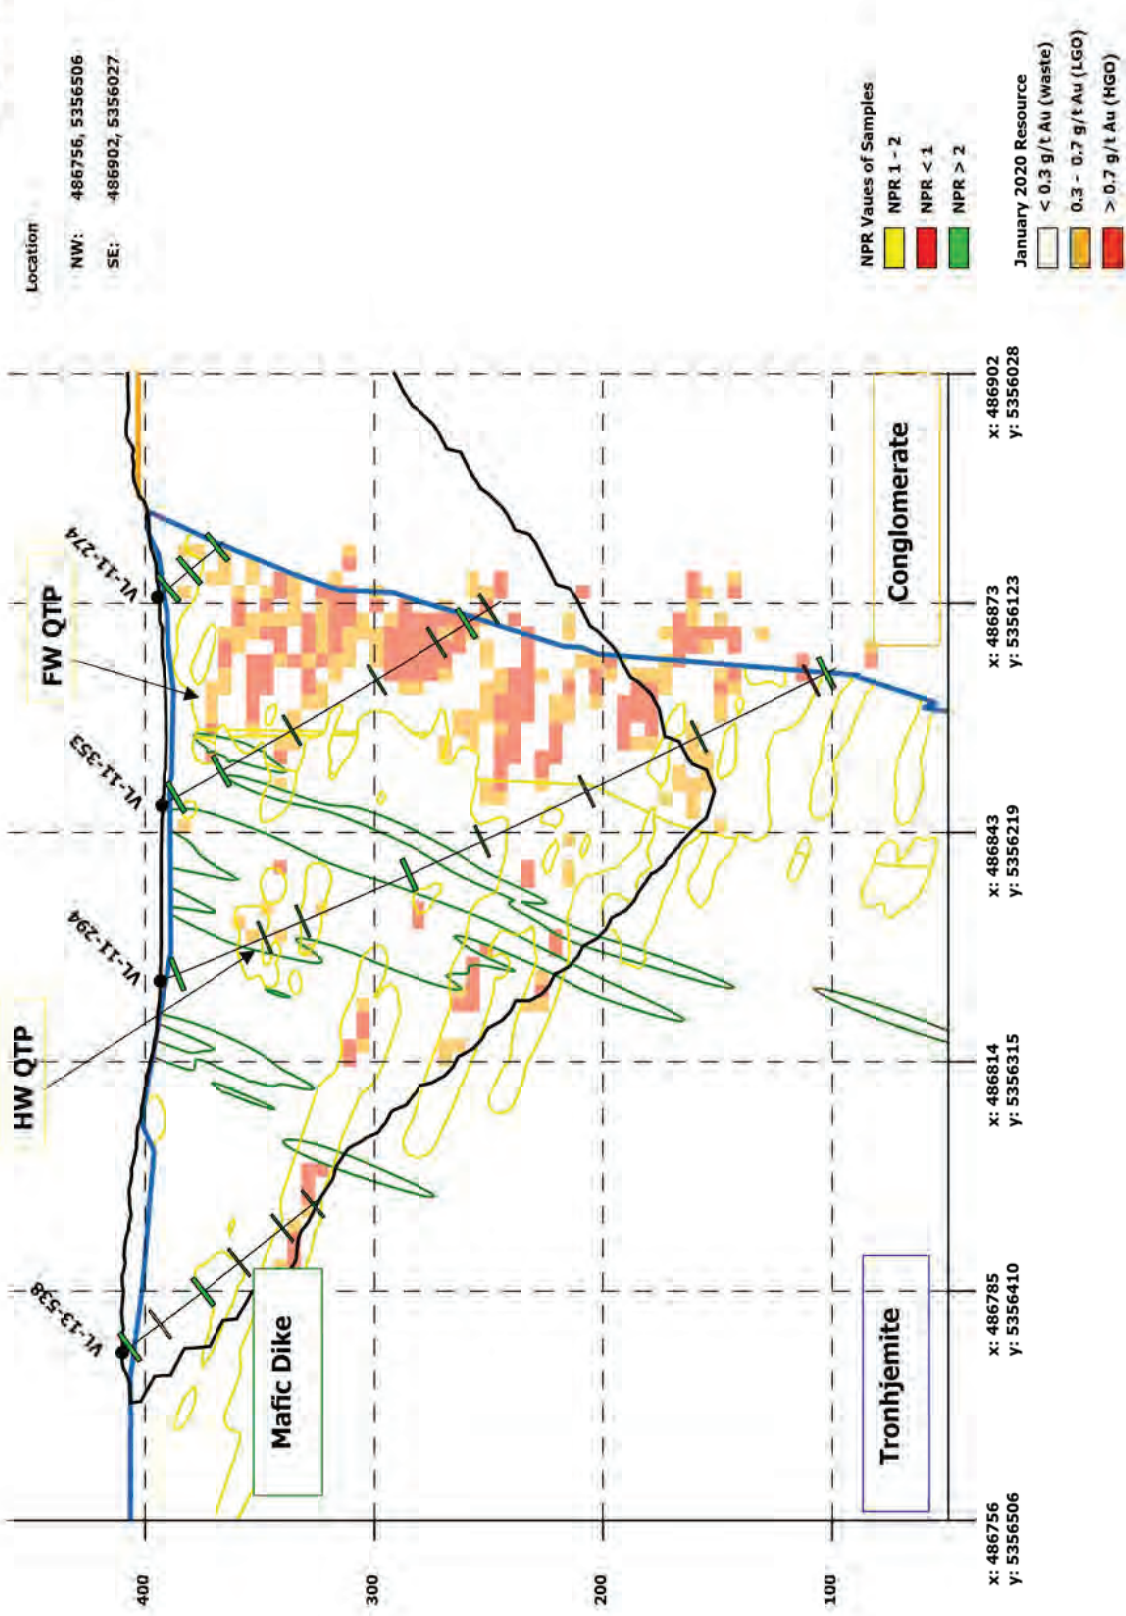 Location
NW: 486756, 5356506
SE: 486902, 5356027
HW QTP
FW QTP
VL-13-538
VL-11-294
VL-11-353
VL-11-274
400
300
200
100
Mafic Dike
Tronhjemite
Conglomerate
x: 486756
y: 5356506
x: 486785
y: 5356410
x: 486814
y: 5356315
x: 486843
y: 5356219
x: 486873
y: 5356123
x: 486902
y: 5356028
NPR Vaues of Samples
NPR 1 - 2
NPR < 1
NPR > 2
January 2020 Resource
< 0.3 g/t Au (waste)
0.3 - 0.7 g/t Au (LGO)
> 0.7 g/t Au (HGO)